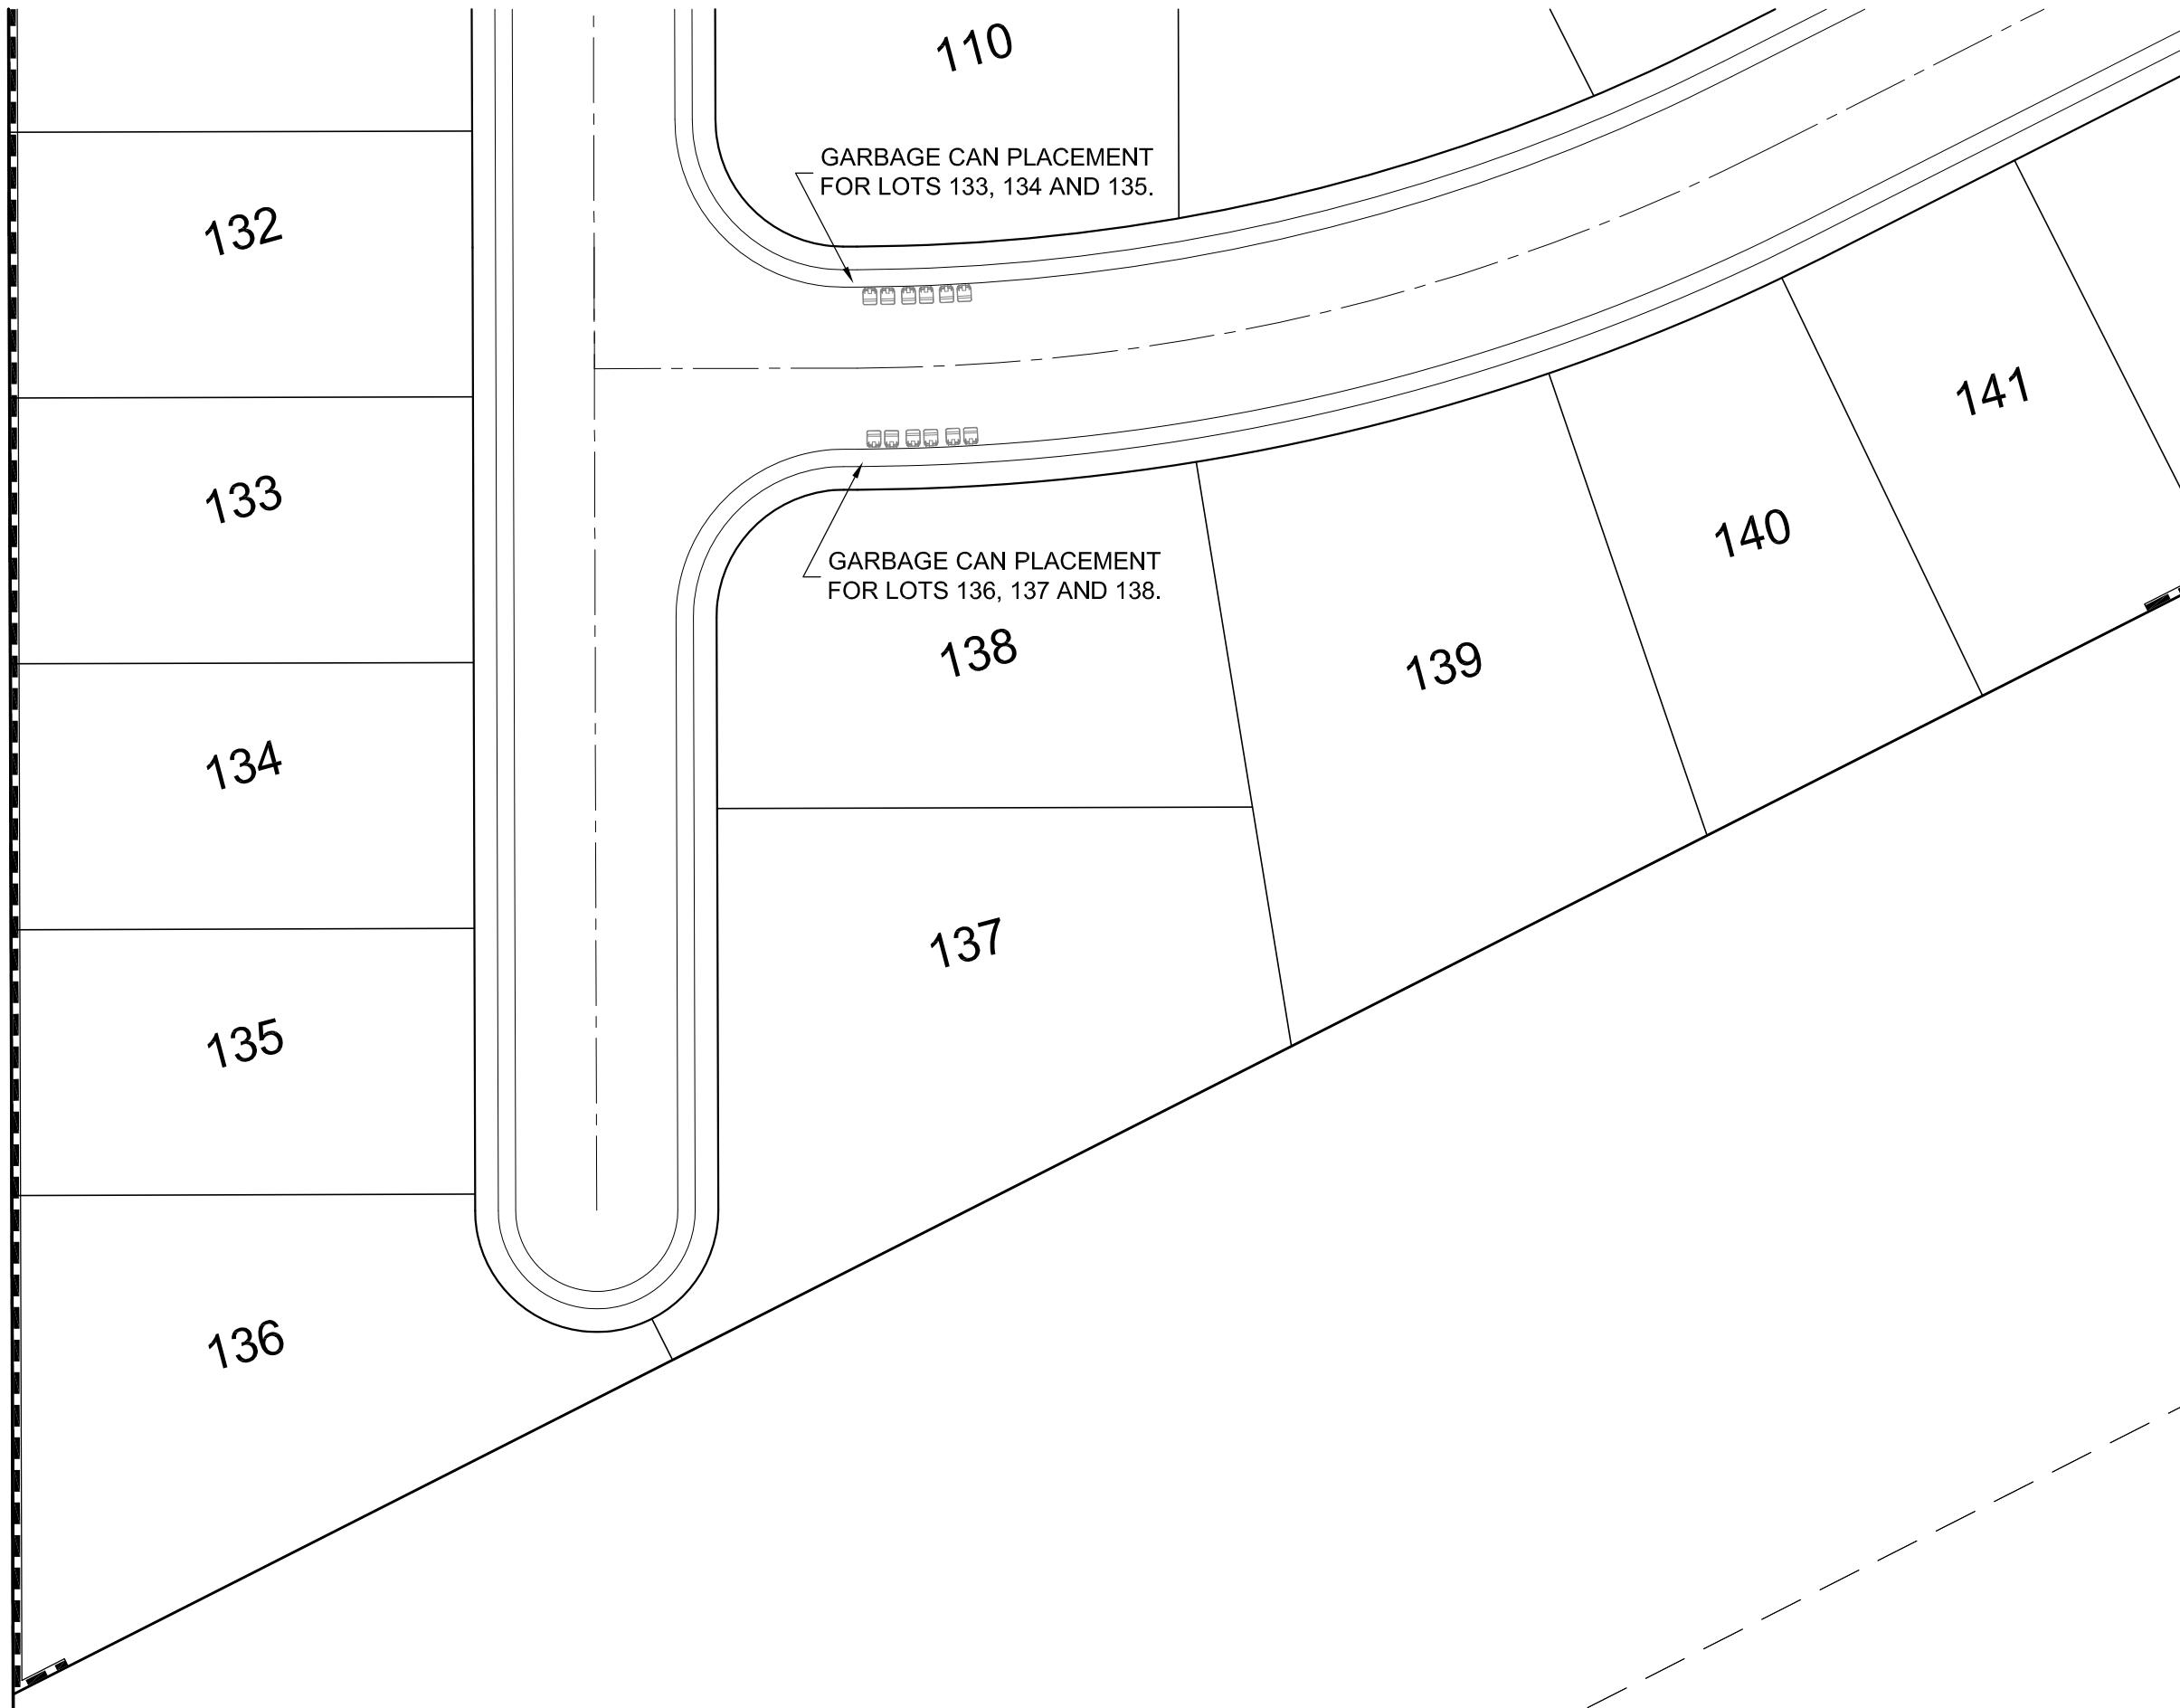 110
GARBAGE CAN PLACEMENT
FOR LOTS 133, 134 AND 135.
132
141
133
140
GARBAGE CAN PLACEMENT
FOR LOTS 136, 137 AND 138.
138
139
134
137
135
136